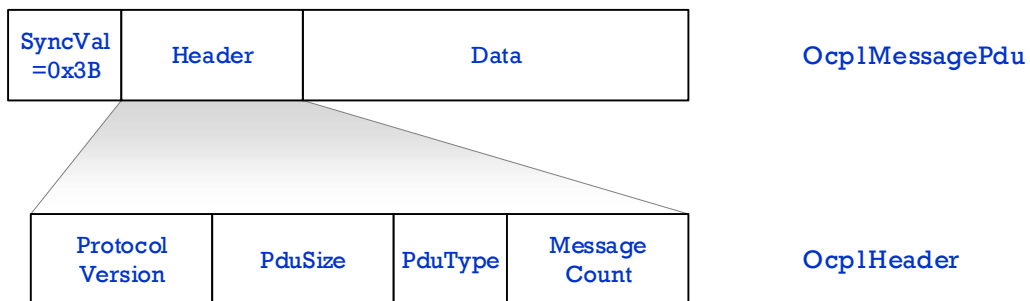 SyncVal
=0x3B
Header
Data
Ocp1MessagePdu
Protocol
Version
PduSize
PduType
Message
Count
Ocp1Header